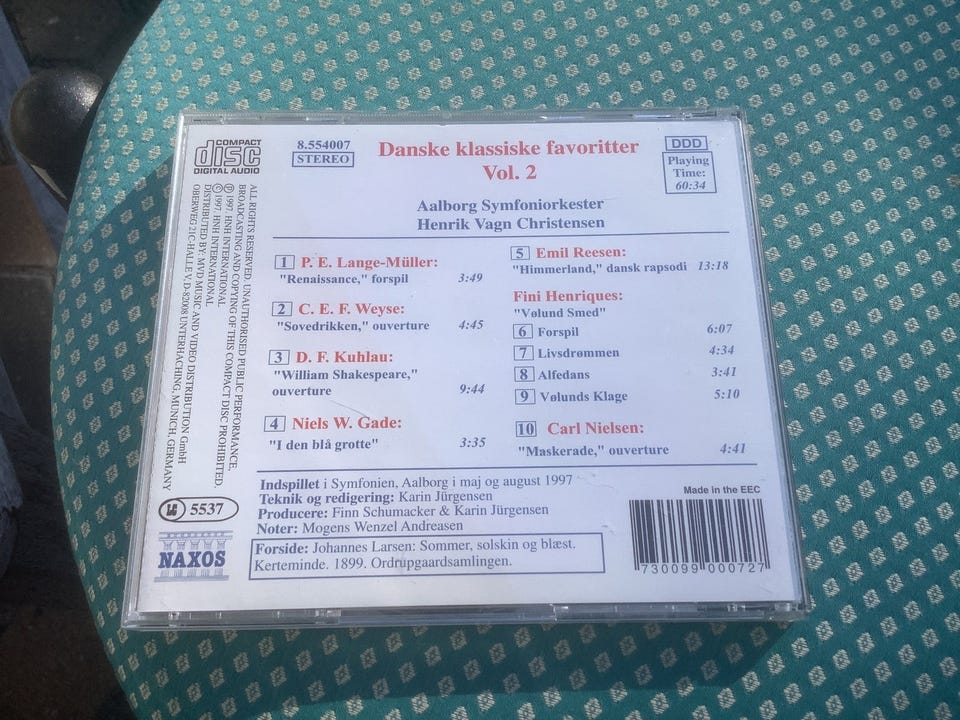 COMPACT
disc
DIGITAL AUDIO
8.554007
STEREO
Danske klassiske favoritter
Vol. 2
DDD
Playing
Time:
60:34
Aalborg Symfoniorkester
Henrik Vagn Christensen
1 P. E. Lange-Müller:
"Renaissance," forspil 3:49
2 C. E. F. Weyse:
"Sovedrikken," ouverture 4:45
3 D. F. Kuhlau:
"William Shakespeare,"
ouverture 9:44
4 Niels W. Gade:
"I den blå grotte" 3:35
5 Emil Reesen:
"Himmerland," dansk rapsodi 13:18
Fini Henriques:
"Vølund Smed"
6 Forspil 6:07
7 Livsdrømmen 4:34
8 Alfedans 3:41
9 Vølunds Klage 5:10
10 Carl Nielsen:
"Maskerade," ouverture 4:41
Indspillet i Symfonien, Aalborg i maj og august 1997
Teknik og redigering: Karin Jürgensen
Producere: Finn Schumacker & Karin Jürgensen
Noter: Mogens Wenzel Andreasen
Forside: Johannes Larsen: Sommer, solskin og blæst.
Kerteminde. 1899. Ordrupgaardsamlingen.
Made in the EEC
730099 000727
ALL RIGHTS RESERVED. UNAUTHORISED PUBLIC PERFORMANCE,
BROADCASTING AND COPYING OF THIS COMPACT DISC PROHIBITED.
℗ 1997. HNH INTERNATIONAL
© 1997. HNH INTERNATIONAL
DISTRIBUTED BY: MVD MUSIC AND VIDEO DISTRIBUTION GmbH
OBERWEG 21C-HALLE V, D-82008 UNTERHACHING, MUNICH, GERMANY
LC 5537
NAXOS